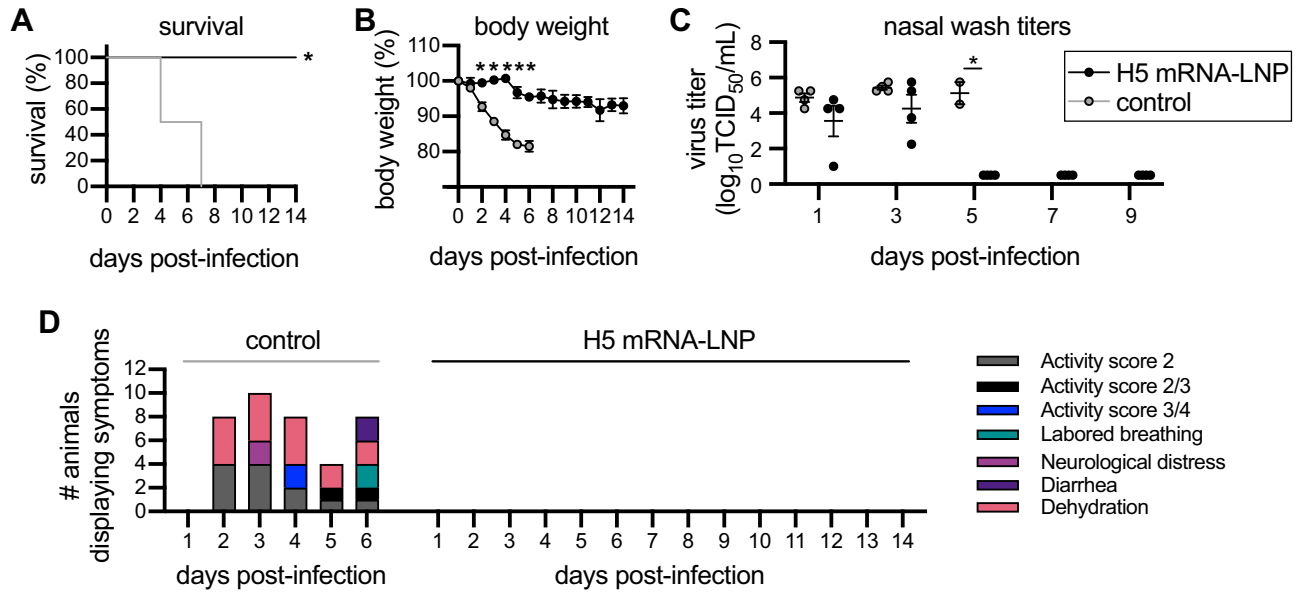 A
survival
survival (%)
100
80
60
40
20
0
*
0 2 4 6 8 10 12 14
days post-infection
B
body weight
body weight (%)
110
100
90
80
*****
0 2 4 6 8 10 12 14
days post-infection
C
nasal wash titers
virus titer
(log10TCID50/mL)
8
6
4
2
0
*
1 3 5 7 9
days post-infection
H5 mRNA-LNP
control
D
control
H5 mRNA-LNP
# animals
displaying symptoms
12
10
8
6
4
2
0
1 2 3 4 5 6
1 2 3 4 5 6 7 8 9 10 11 12 13 14
days post-infection
days post-infection
Activity score 2
Activity score 2/3
Activity score 3/4
Labored breathing
Neurological distress
Diarrhea
Dehydration